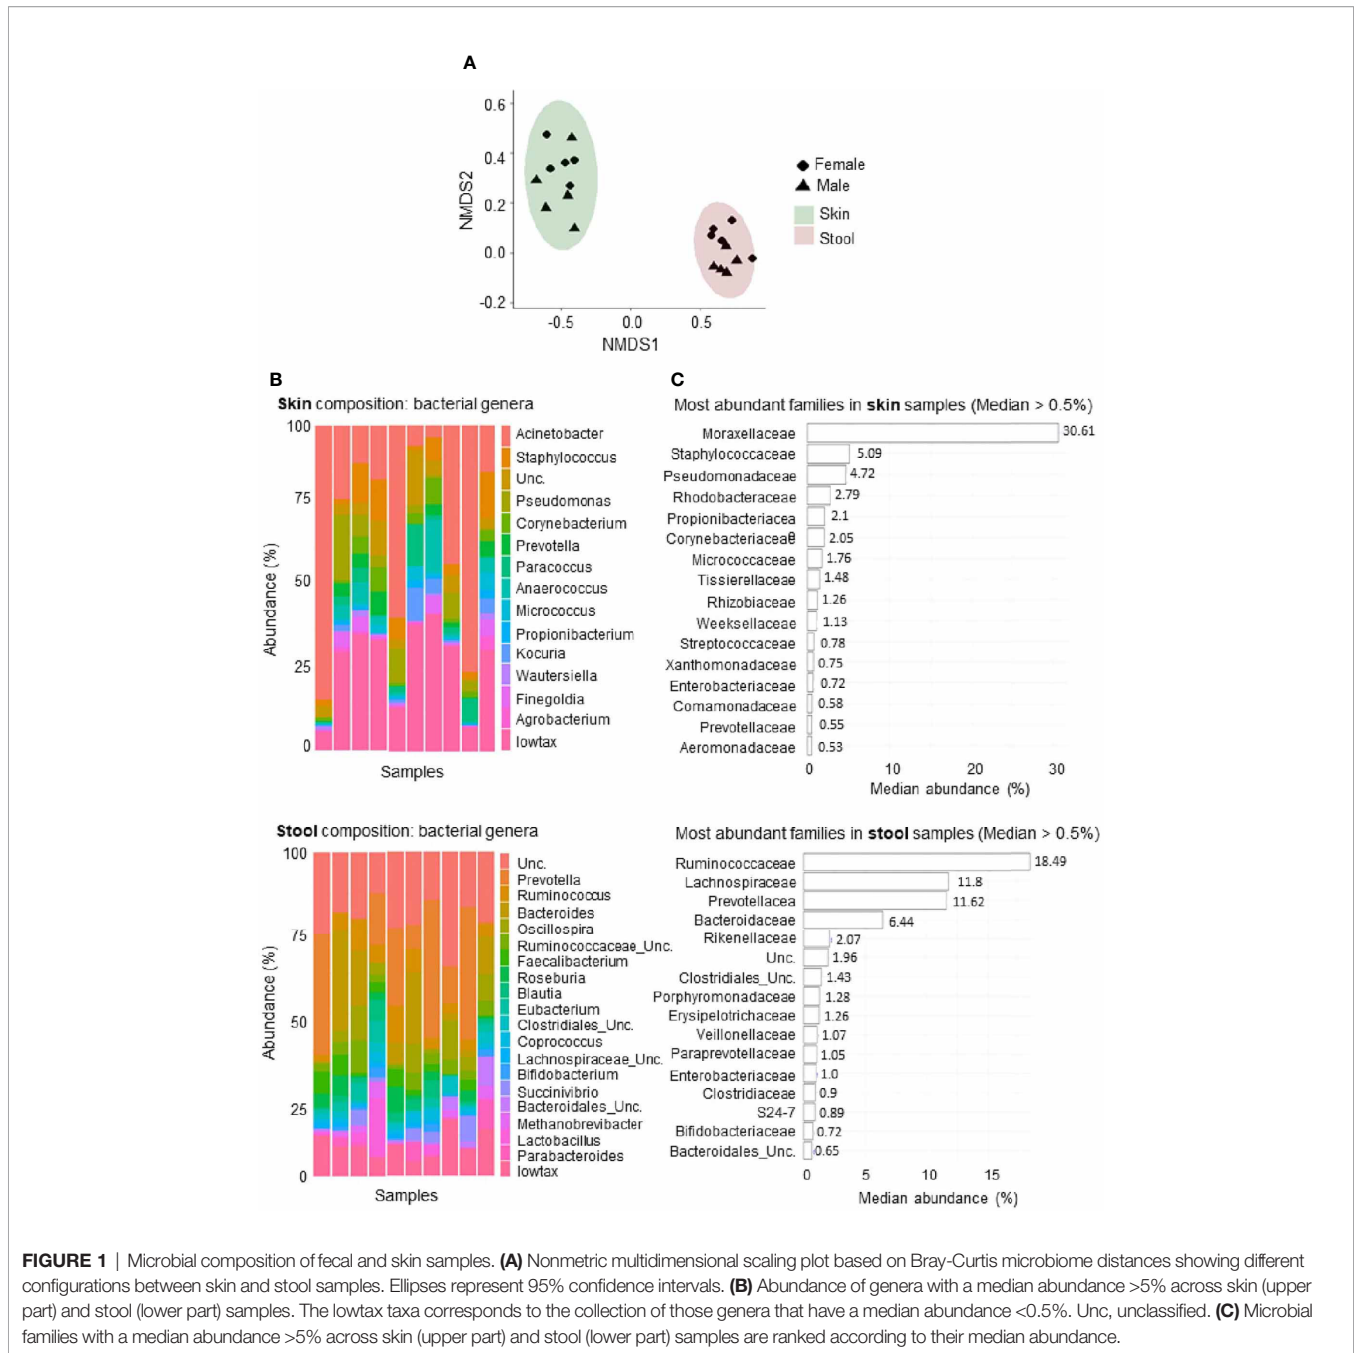 A
0.6
0.4
0.2
0.0
-0.2
NMDS2
-0.5
0.0
0.5
NMDS1
Female
Male
Skin
Stool
B
Skin composition: bacterial genera
100
75
50
25
0
Abundance (%)
Samples
Acinetobacter
Staphylococcus
Unc.
Pseudomonas
Corynebacterium
Prevotella
Paracoccus
Anaerococcus
Micrococcus
Propionibacterium
Kocuria
Wautersiella
Finegoldia
Agrobacterium
lowtax
C
Most abundant families in skin samples (Median > 0.5%)
Moraxellaceae 30.61
Staphylococcaceae 5.09
Pseudomonadaceae 4.72
Rhodobacteraceae 2.79
Propionibacteriacea 2.1
e
Corynebacteriaceae 2.05
Micrococcaceae 1.76
Tissierellaceae 1.48
Rhizobiaceae 1.26
Weeksellaceae 1.13
Streptococcaceae 0.78
Xanthomonadaceae 0.75
Enterobacteriaceae 0.72
Comamonadaceae 0.58
Prevotellaceae 0.55
Aeromonadaceae 0.53
0 10 20 30
Median abundance (%)
Stool composition: bacterial genera
100
75
50
25
0
Abundance (%)
Samples
Unc.
Prevotella
Ruminococcus
Bacteroides
Oscillospira
Ruminococcaceae_Unc.
Faecalibacterium
Roseburia
Blautia
Eubacterium
Clostridiales_Unc.
Coprococcus
Lachnospiraceae_Unc.
Bifidobacterium
Succinivibrio
Bacteroidales_Unc.
Methanobrevibacter
Lactobacillus
Parabacteroides
lowtax
Most abundant families in stool samples (Median > 0.5%)
Ruminococcaceae 18.49
Lachnospiraceae 11.8
Prevotellacea 11.62
Bacteroidaceae 6.44
Rikenellaceae 2.07
Unc. 1.96
Clostridiales_Unc. 1.43
Porphyromonadaceae 1.28
Erysipelotrichaceae 1.26
Veillonellaceae 1.07
Paraprevotellaceae 1.05
Enterobacteriaceae 1.0
Clostridiaceae 0.9
S24-7 0.89
Bifidobacteriaceae 0.72
Bacteroidales_Unc. 0.65
0 5 10 15
Median abundance (%)
FIGURE 1 | Microbial composition of fecal and skin samples. (A) Nonmetric multidimensional scaling plot based on Bray-Curtis microbiome distances showing different
configurations between skin and stool samples. Ellipses represent 95% confidence intervals. (B) Abundance of genera with a median abundance >5% across skin (upper
part) and stool (lower part) samples. The lowtax taxa corresponds to the collection of those genera that have a median abundance <0.5%. Unc, unclassified. (C) Microbial
families with a median abundance >5% across skin (upper part) and stool (lower part) samples are ranked according to their median abundance.